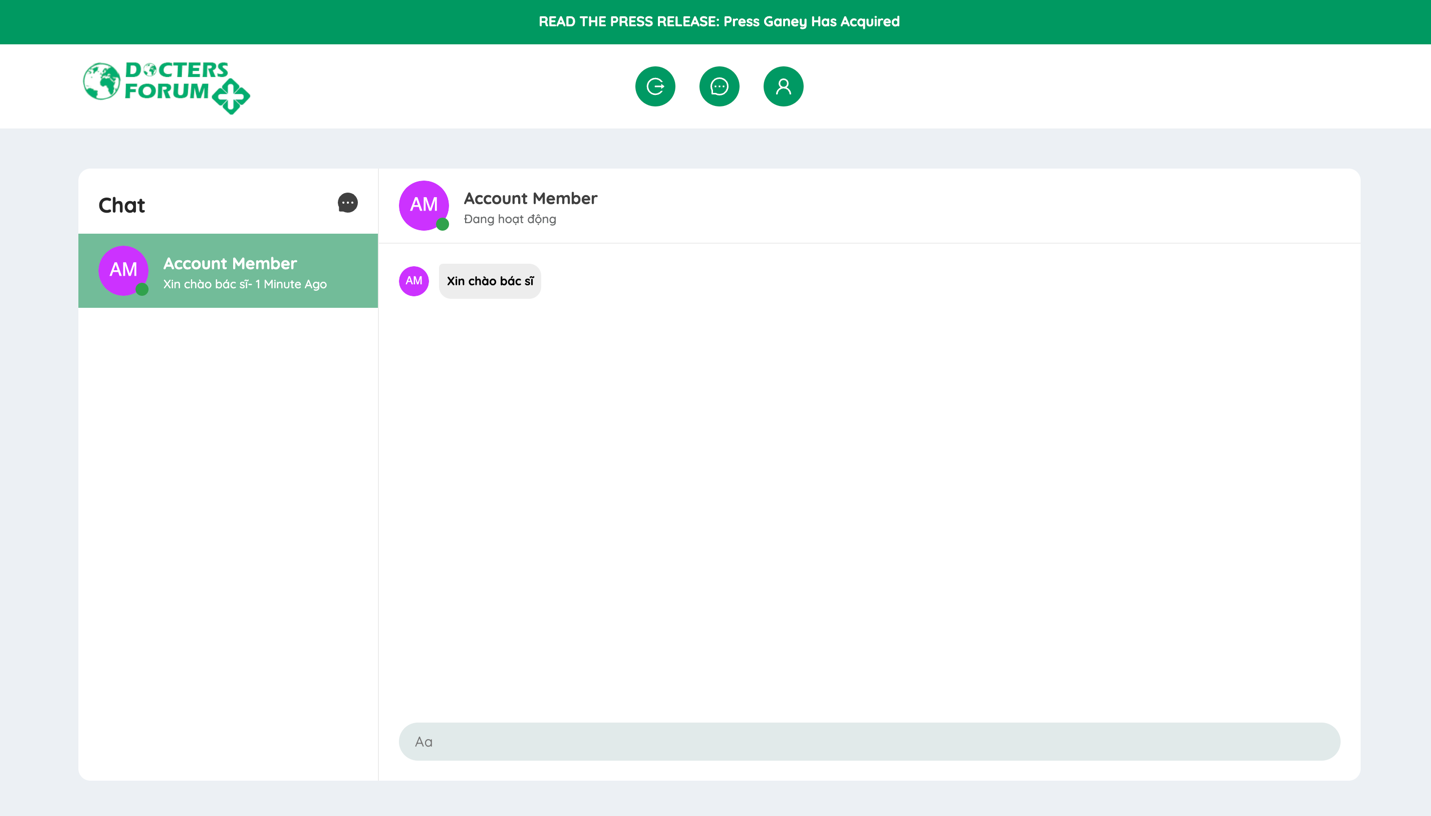 READ THE PRESS RELEASE: Press Ganey Has Acquired
DOCTERS
FORUM
Chat
AM
Account Member
Xin chào bác sĩ- 1 Minute Ago
AM
Account Member
Đang hoạt động
AM
Xin chào bác sĩ
Aa